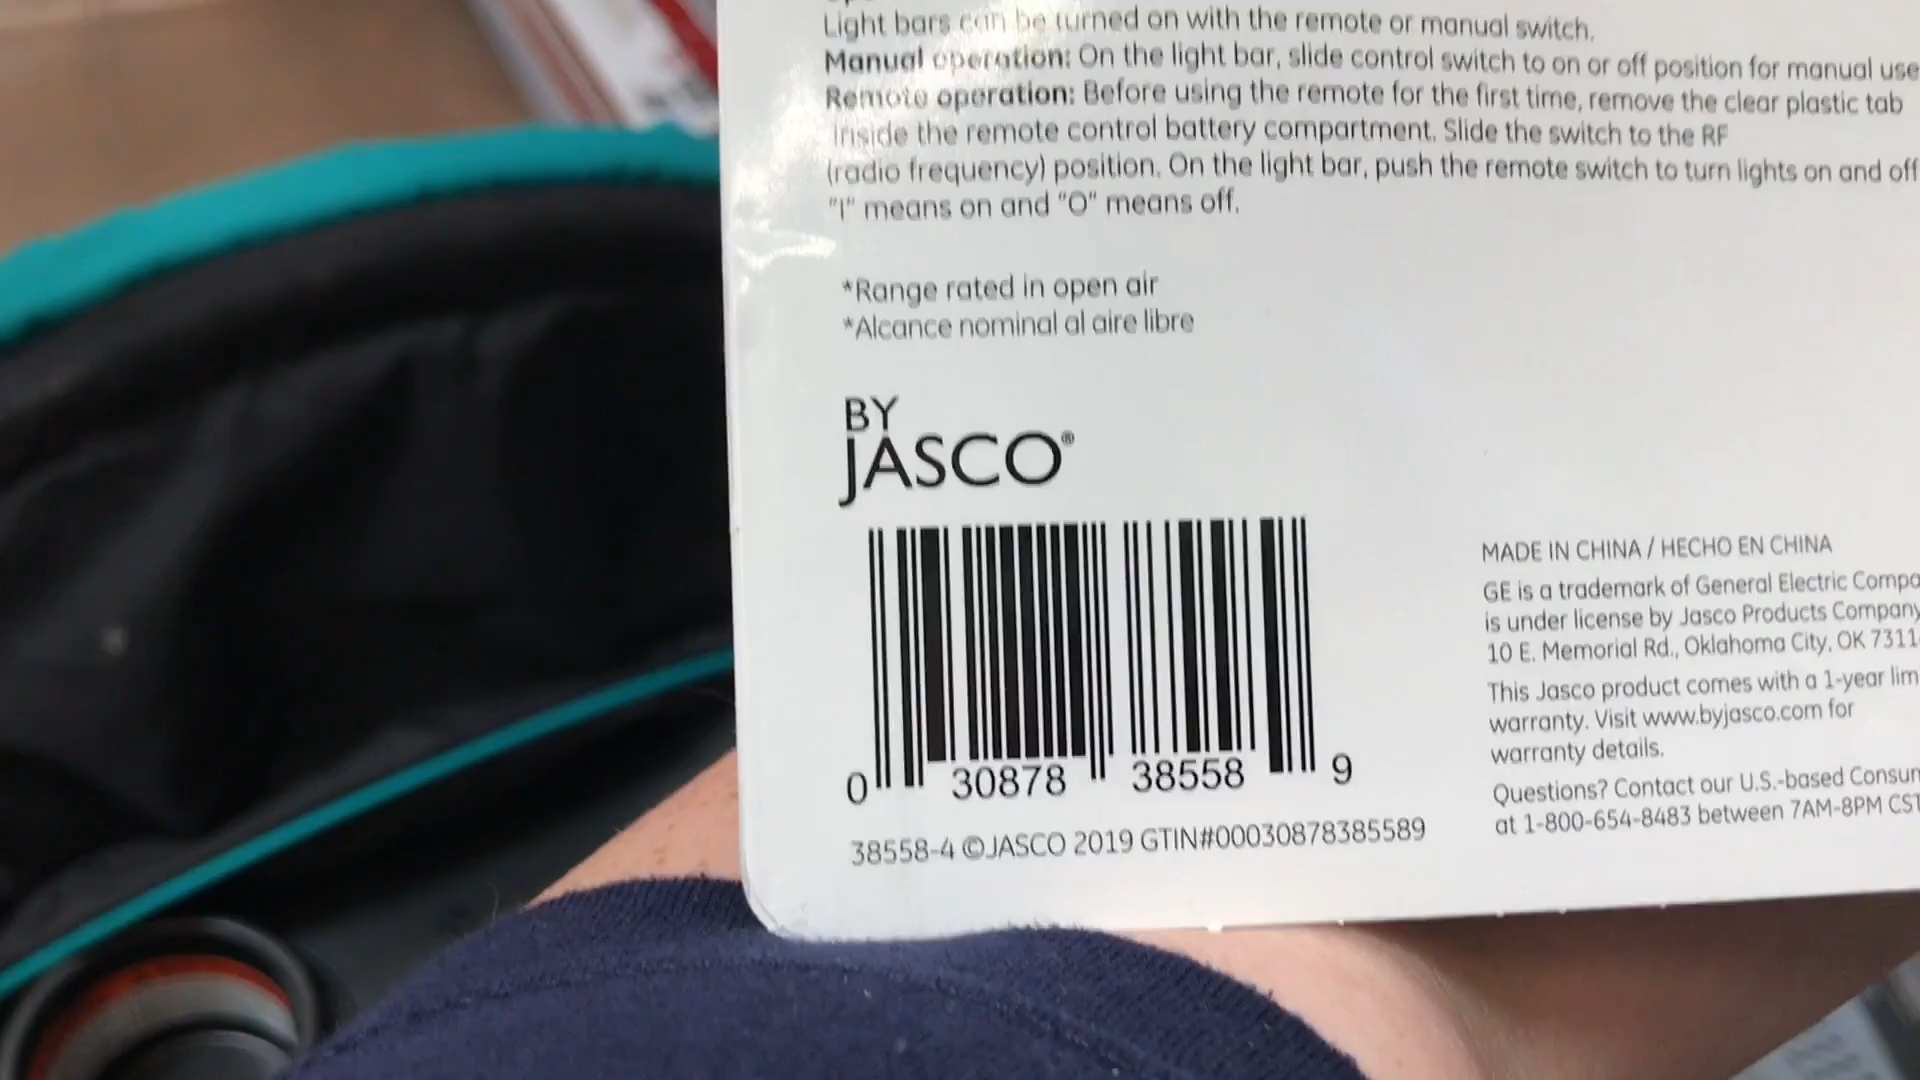 Light bars can be turned on with the remote or manual switch.
Manual operation: On the light bar, slide control switch to on or off position for manual use
Remote operation: Before using the remote for the first time, remove the clear plastic tab
inside the remote control battery compartment. Slide the switch to the RF
(radio frequency) position. On the light bar, push the remote switch to turn lights on and off
"I" means on and "O" means off.
*Range rated in open air
*Alcance nominal al aire libre
BY
JASCO®
0 30878 38558 9
38558-4 ©JASCO 2019 GTIN#00030878385589
MADE IN CHINA / HECHO EN CHINA
GE is a trademark of General Electric Compa
is under license by Jasco Products Company
10 E. Memorial Rd., Oklahoma City, OK 7311
This Jasco product comes with a 1-year lim
warranty. Visit www.byjasco.com for
warranty details.
Questions? Contact our U.S.-based Consum
at 1-800-654-8483 between 7AM-8PM CST